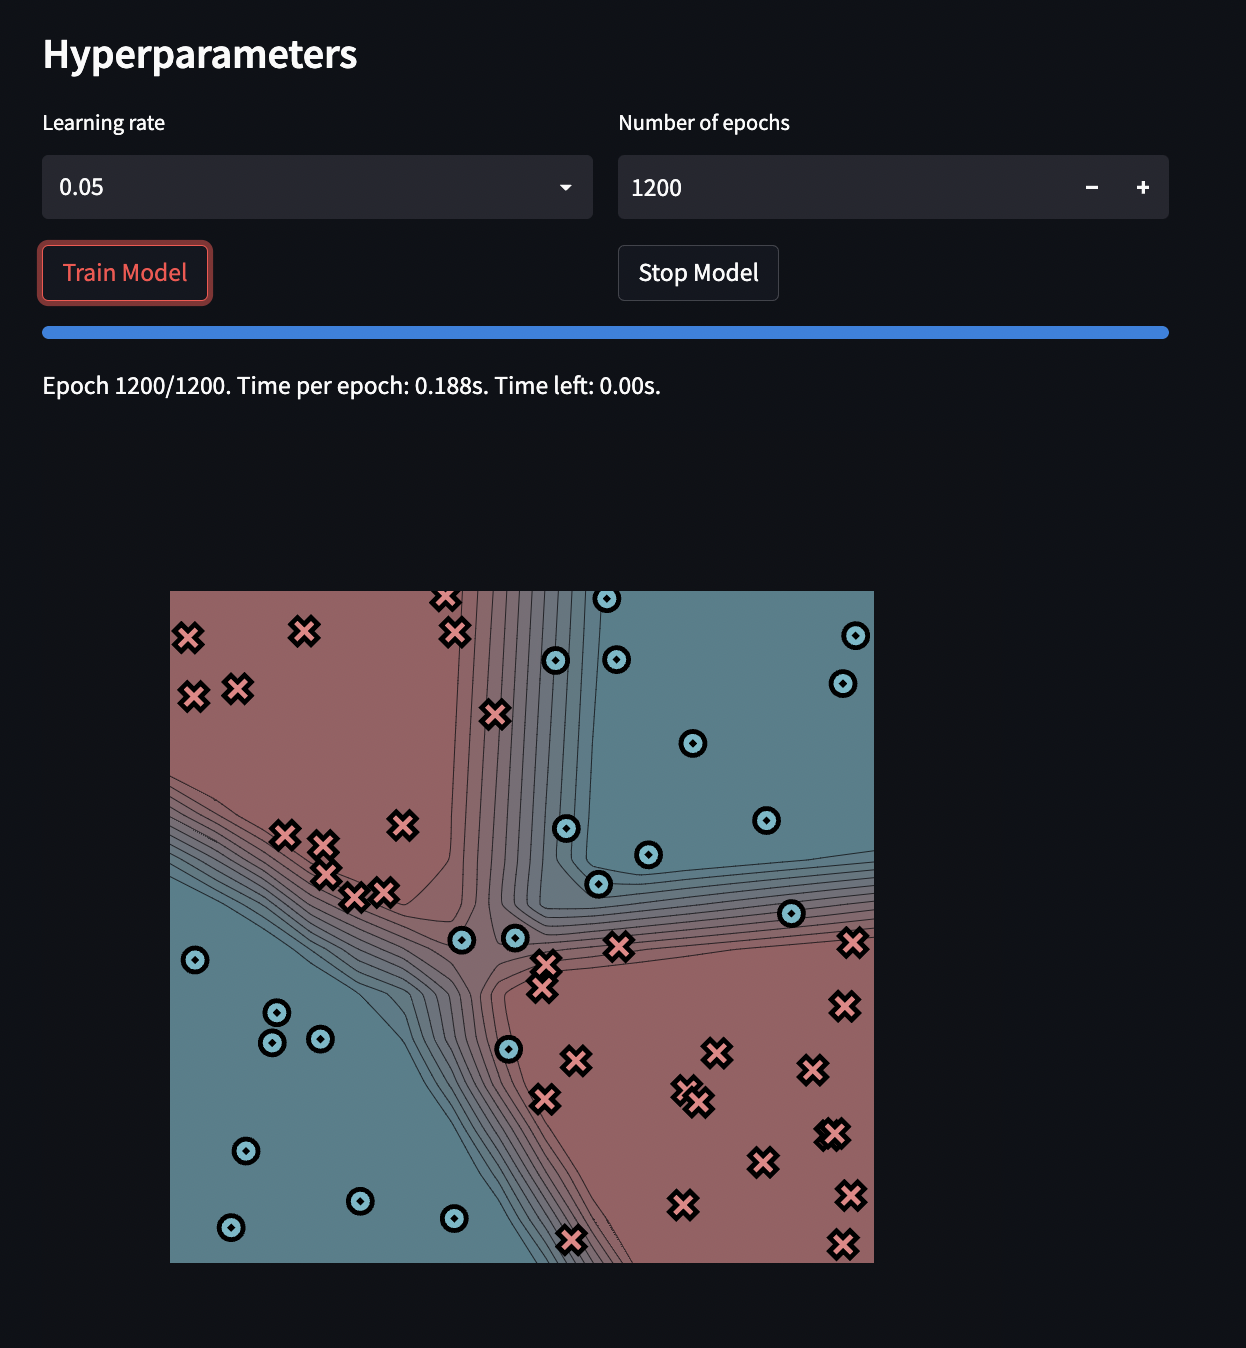 Hyperparameters
Learning rate
Number of epochs
0.05
1200
Train Model
Stop Model
Epoch 1200/1200. Time per epoch: 0.188s. Time left: 0.00s.